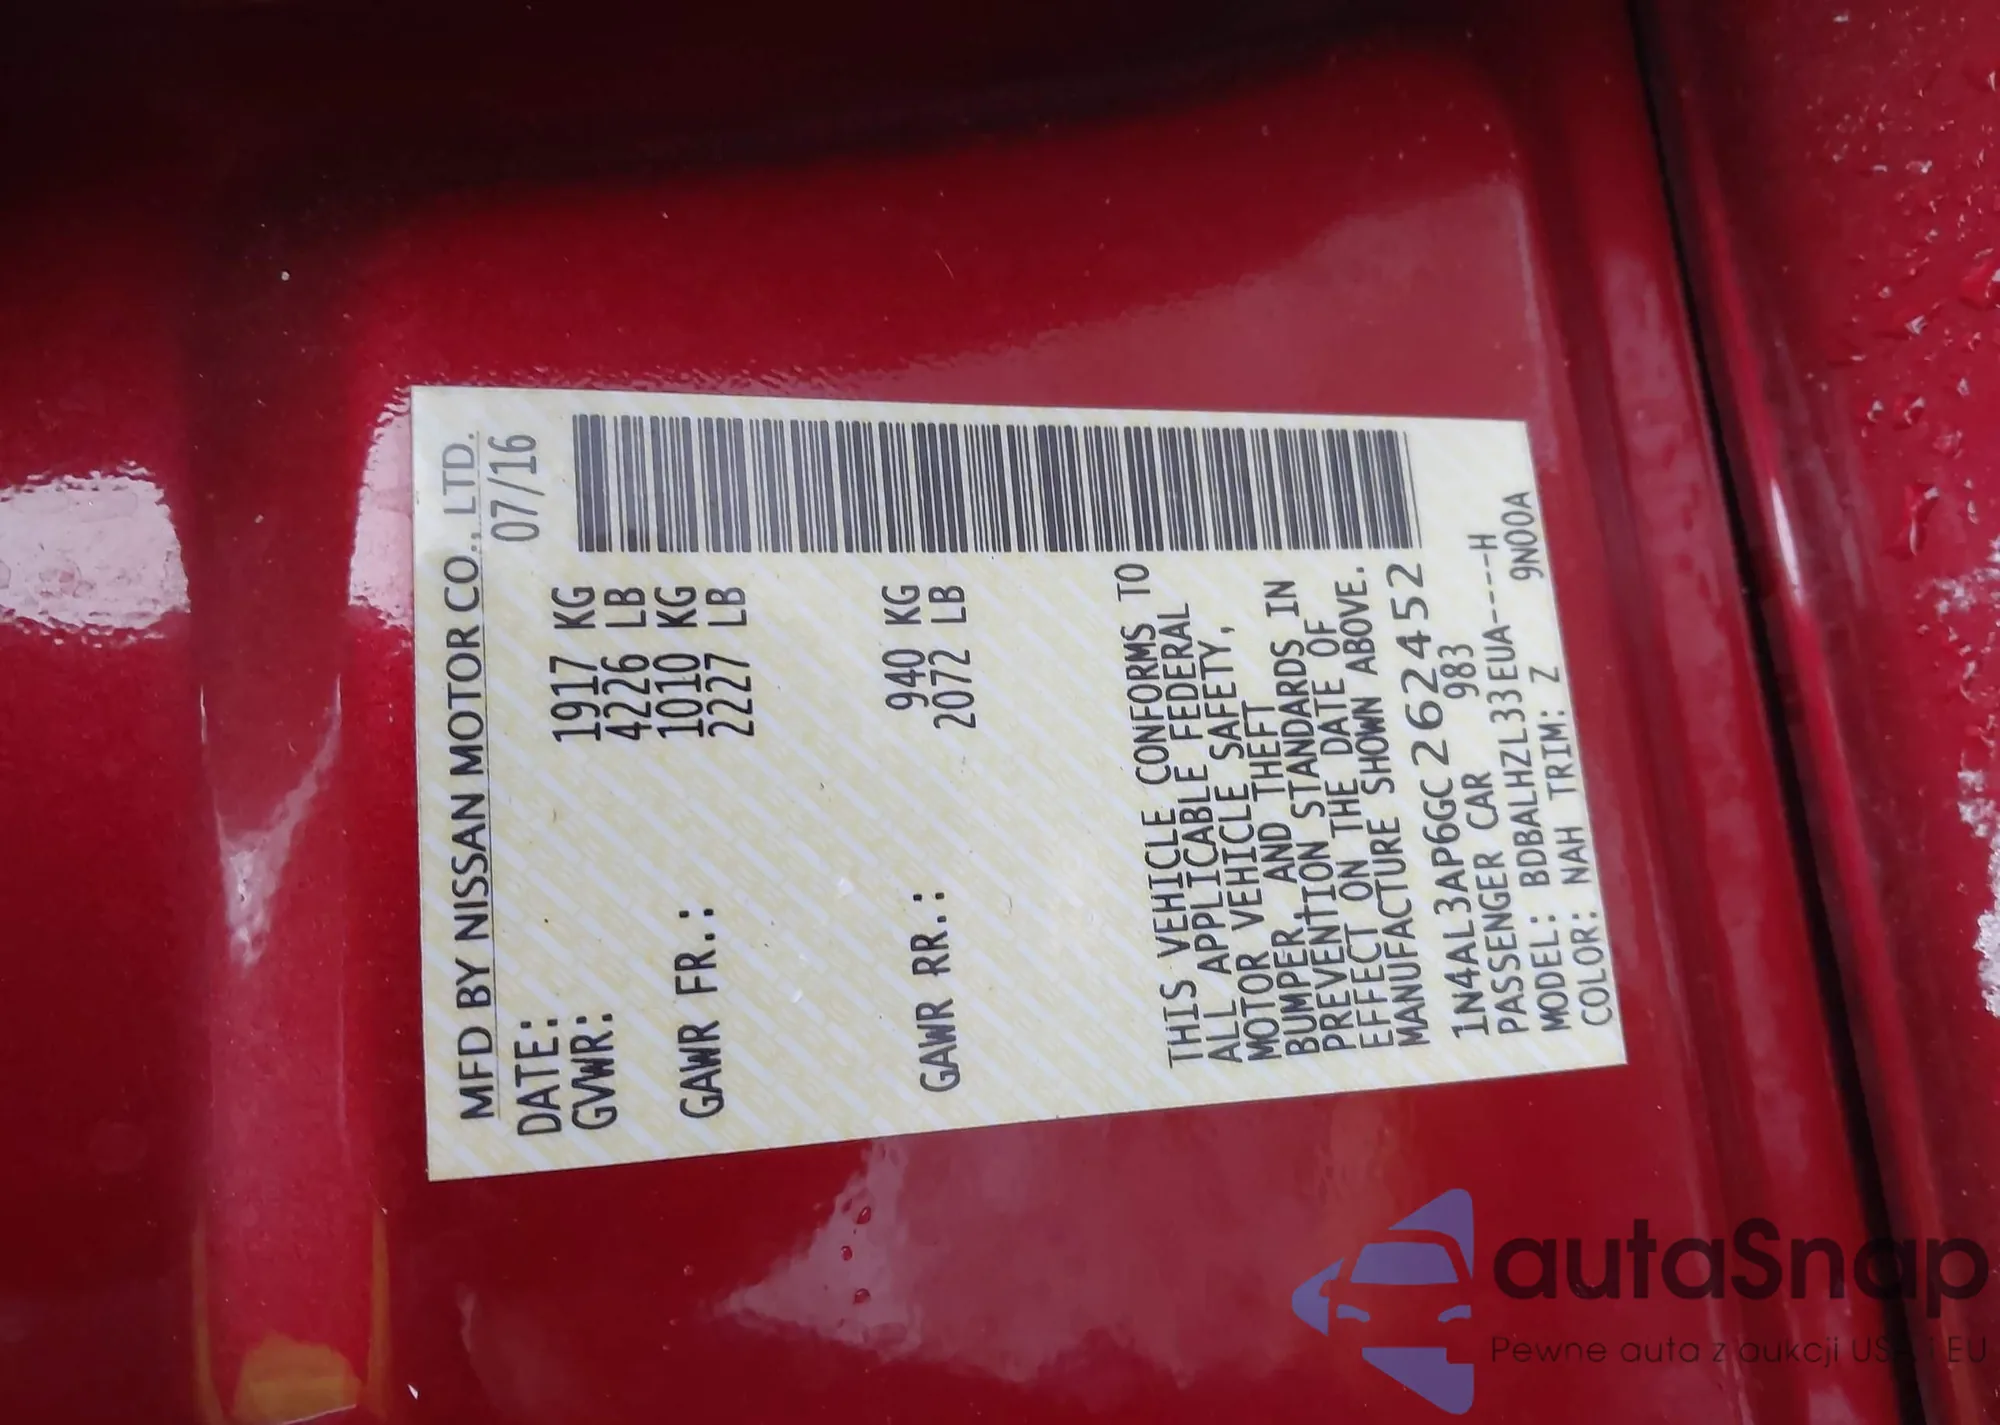 MFD BY NISSAN MOTOR CO., LTD.
DATE: 07/16
GVWR: 1917 KG
4226 LB
GAWR FR.: 1010 KG
2227 LB
GAWR RR.: 940 KG
2072 LB
THIS VEHICLE CONFORMS TO
ALL APPLICABLE FEDERAL
MOTOR VEHICLE SAFETY,
BUMPER, AND THEFT
PREVENTION STANDARDS IN
EFFECT ON THE DATE OF
MANUFACTURE SHOWN ABOVE.
1N4AL3AP6GC262452
PASSENGER CAR 983
MODEL: BDBALHZL33EUA----H
COLOR: NAH TRIM: Z 9N00A
autaSnap
Pewne auta z aukcji USA i EU